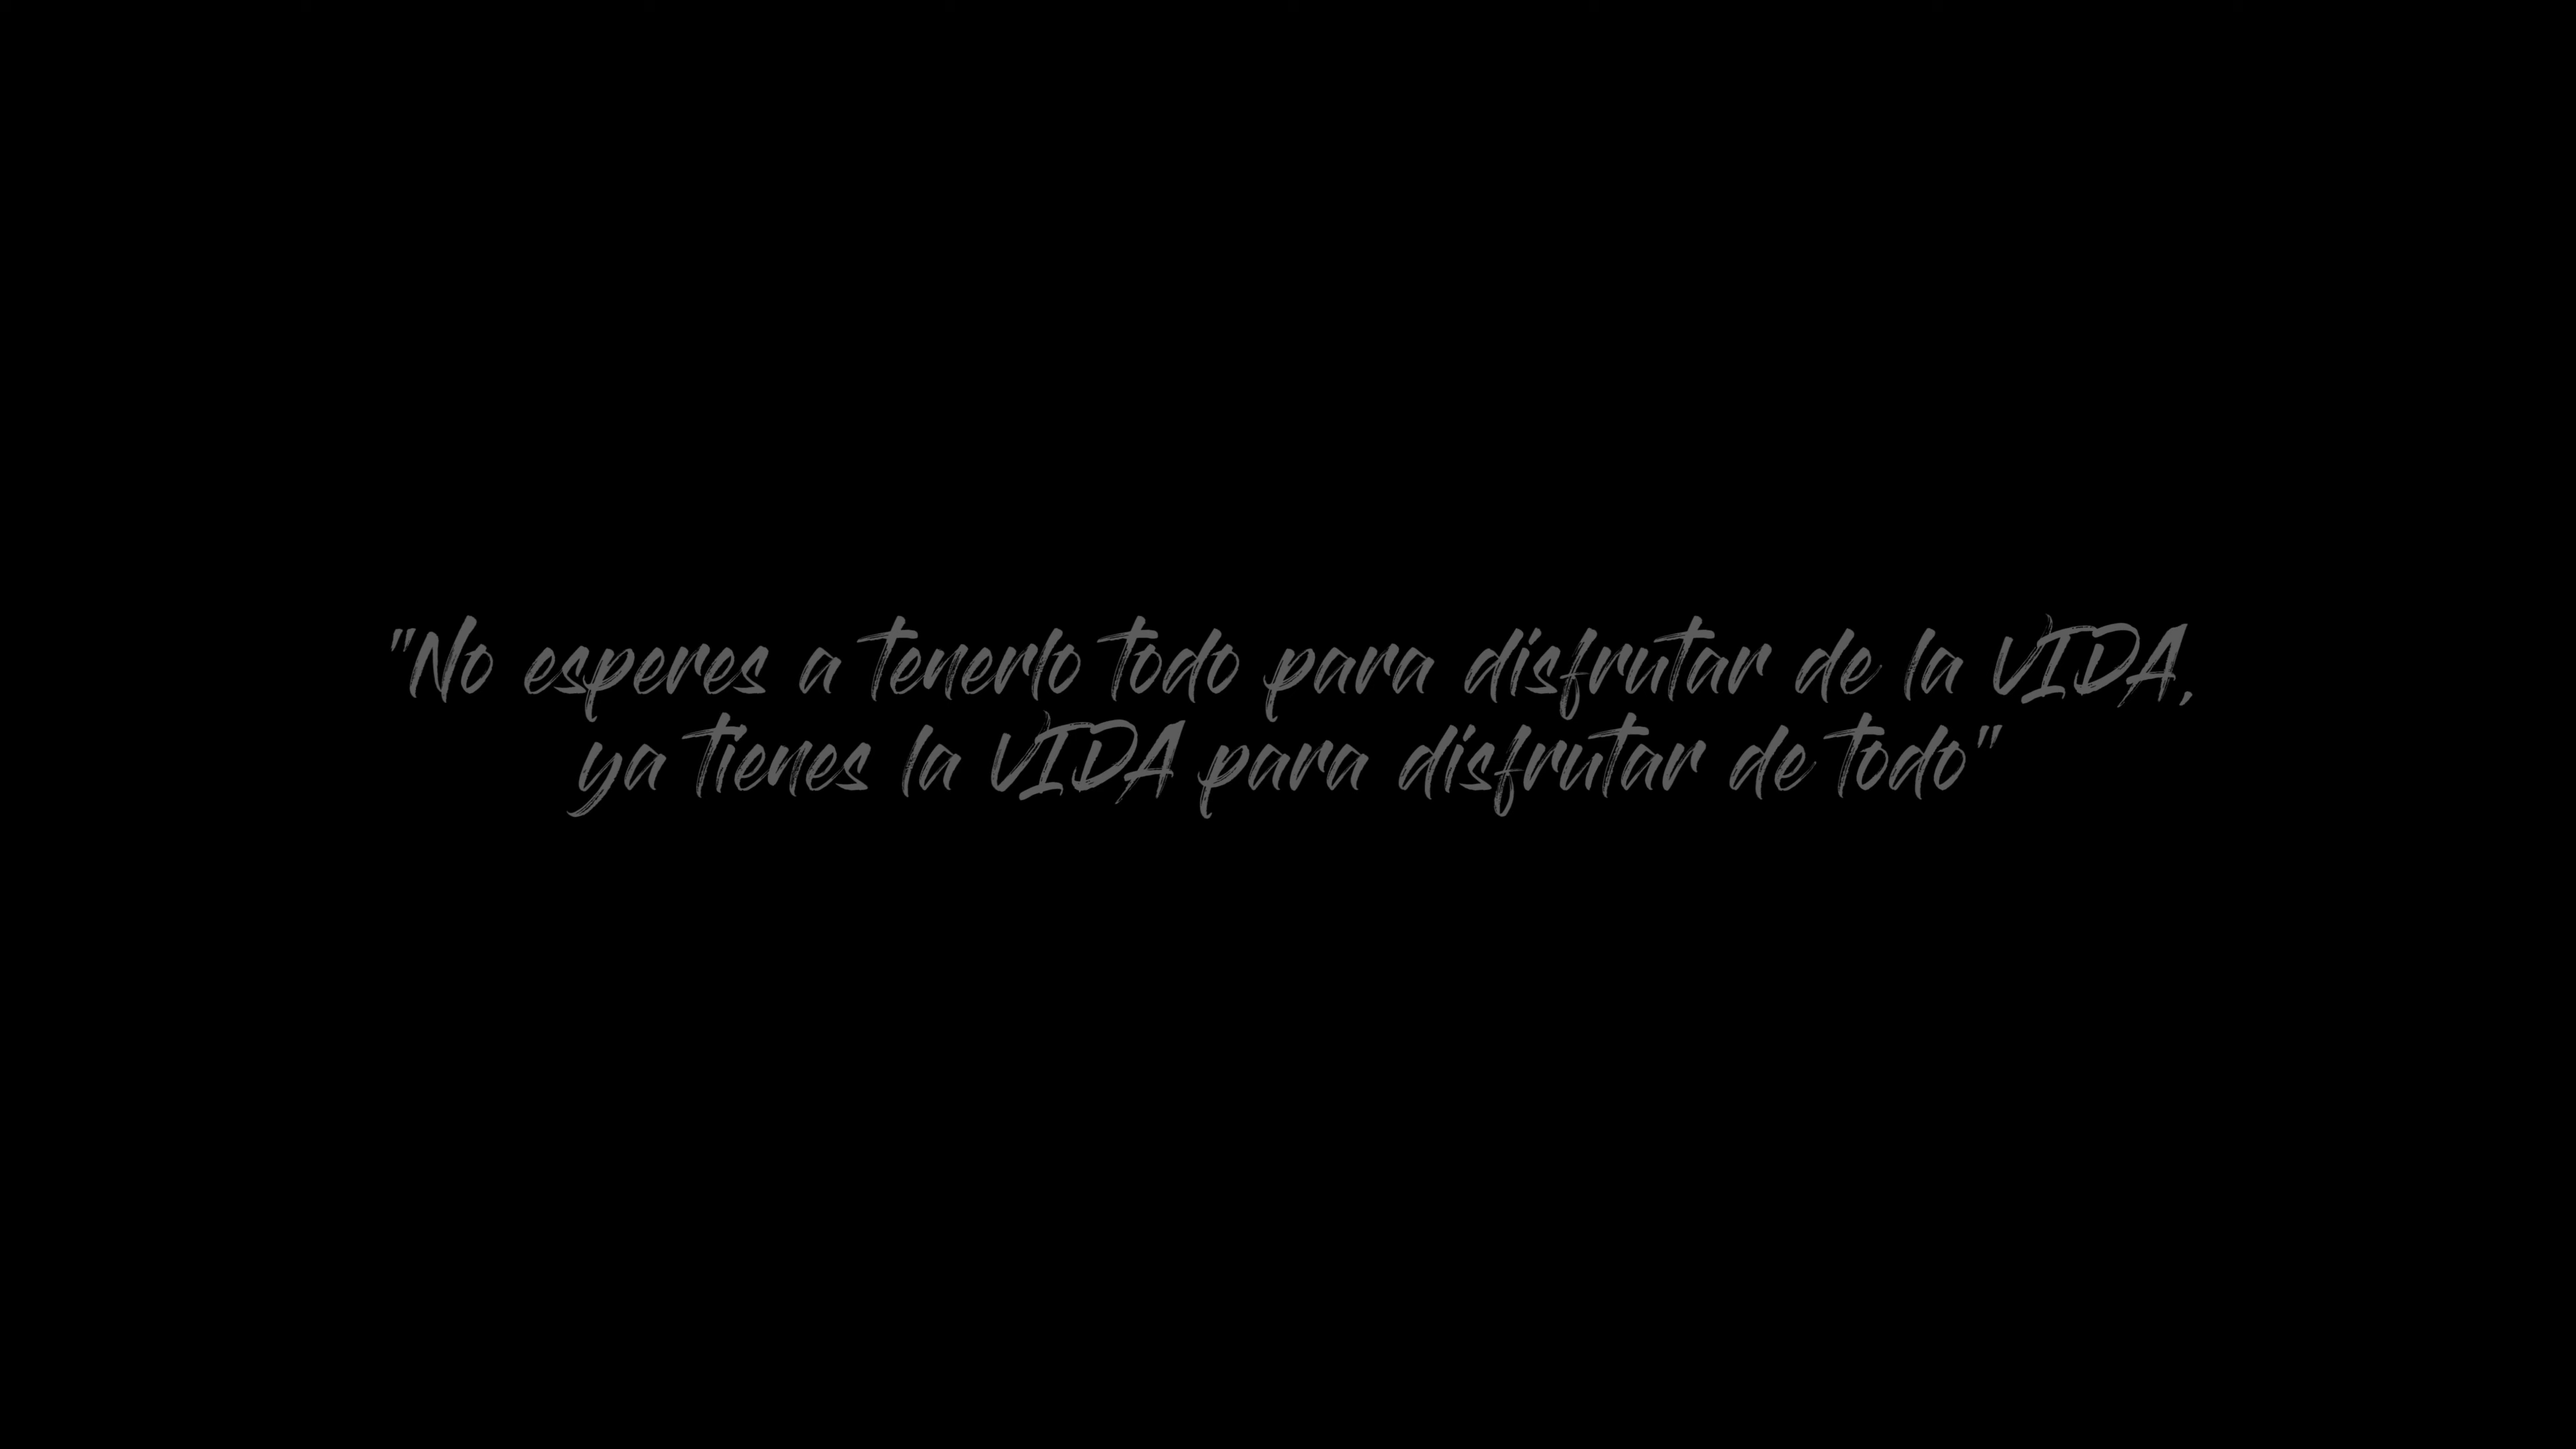 "No esperes a tenerlo todo para disfrutar de la VIDA,
ya tienes la VIDA para disfrutar de todo"